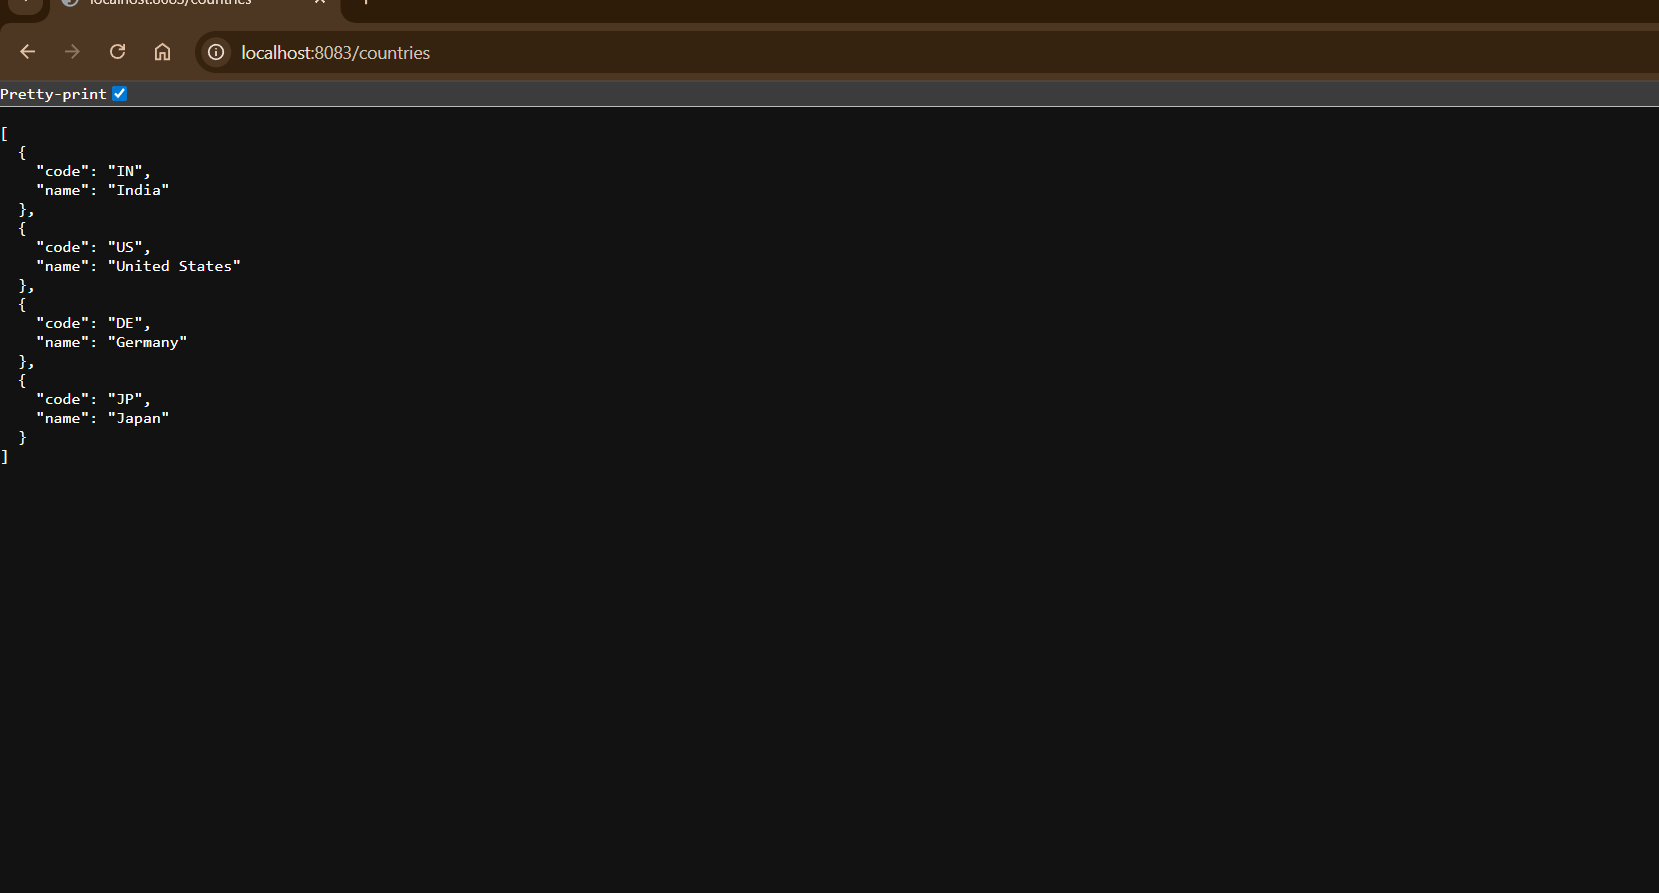 localhost:8083/countries
localhost:8083/countries
Pretty-print
[
  {
    "code": "IN",
    "name": "India"
  },
  {
    "code": "US",
    "name": "United States"
  },
  {
    "code": "DE",
    "name": "Germany"
  },
  {
    "code": "JP",
    "name": "Japan"
  }
]